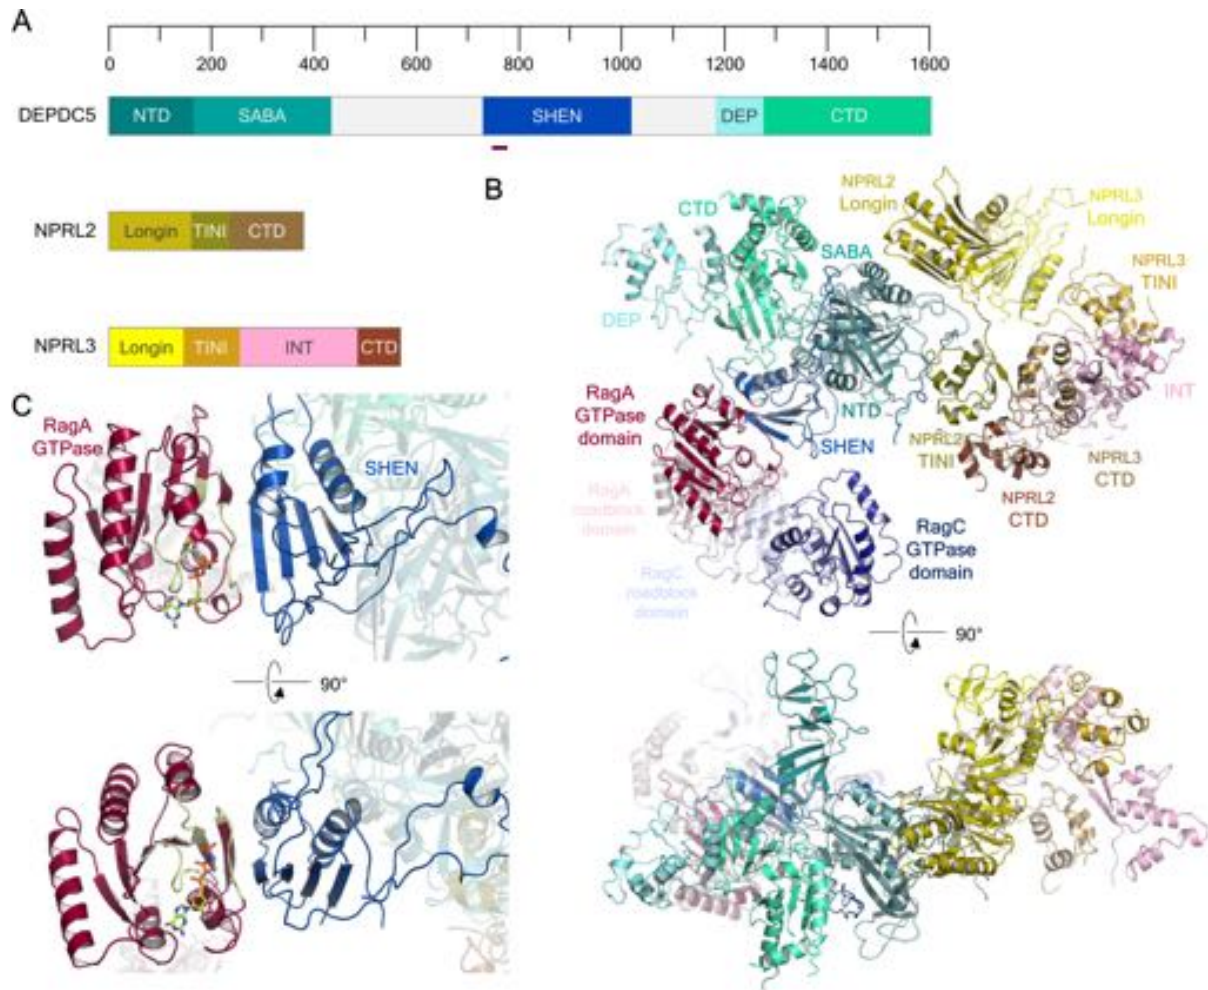 A
0 200 400 600 800 1000 1200 1400 1600
DEPDC5 NTD SABA SHEN DEP CTD
NPRL2 Longin TINI CTD
NPRL3 Longin TINI INT CTD
B
CTD
DEP
SABA
NPRL2
Longin
NPRL3
Longin
NPRL3
TINI
INT
RagA
GTPase
domain
NTD
SHEN
NPRL2
TINI
NPRL3
CTD
NPRL2
CTD
RagA
roadblock
domain
RagC
GTPase
domain
RagC
roadblock
domain
90°
C
RagA
GTPase
SHEN
90°